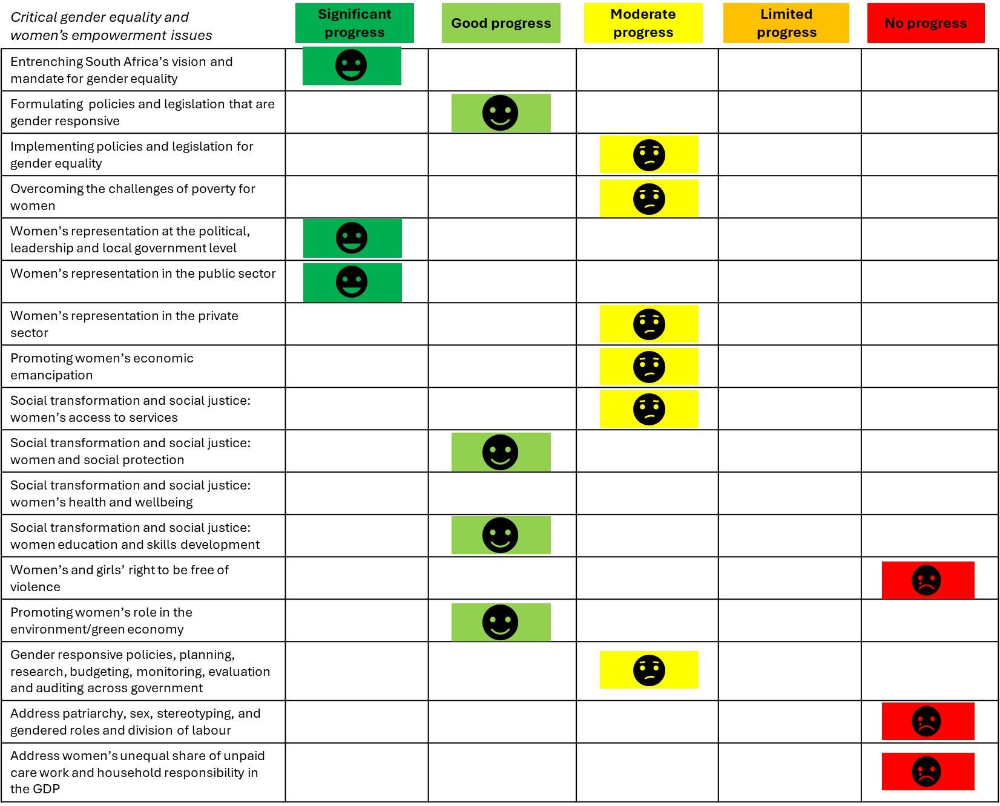 Critical gender equality and
women’s empowerment issues
Significant
progress
Good progress
Moderate
progress
Limited
progress
No progress
Entrenching South Africa’s vision and
mandate for gender equality
Formulating policies and legislation that are
gender responsive
Implementing policies and legislation for
gender equality
Overcoming the challenges of poverty for
women
Women’s representation at the political,
leadership and local government level
Women’s representation in the public sector
Women’s representation in the private
sector
Promoting women’s economic
emancipation
Social transformation and social justice:
women’s access to services
Social transformation and social justice:
women and social protection
Social transformation and social justice:
women’s health and wellbeing
Social transformation and social justice:
women education and skills development
Women’s and girls’ right to be free of
violence
Promoting women’s role in the
environment/green economy
Gender responsive policies, planning,
research, budgeting, monitoring, evaluation
and auditing across government
Address patriarchy, sex, stereotyping, and
gendered roles and division of labour
Address women’s unequal share of unpaid
care work and household responsibility in
the GDP